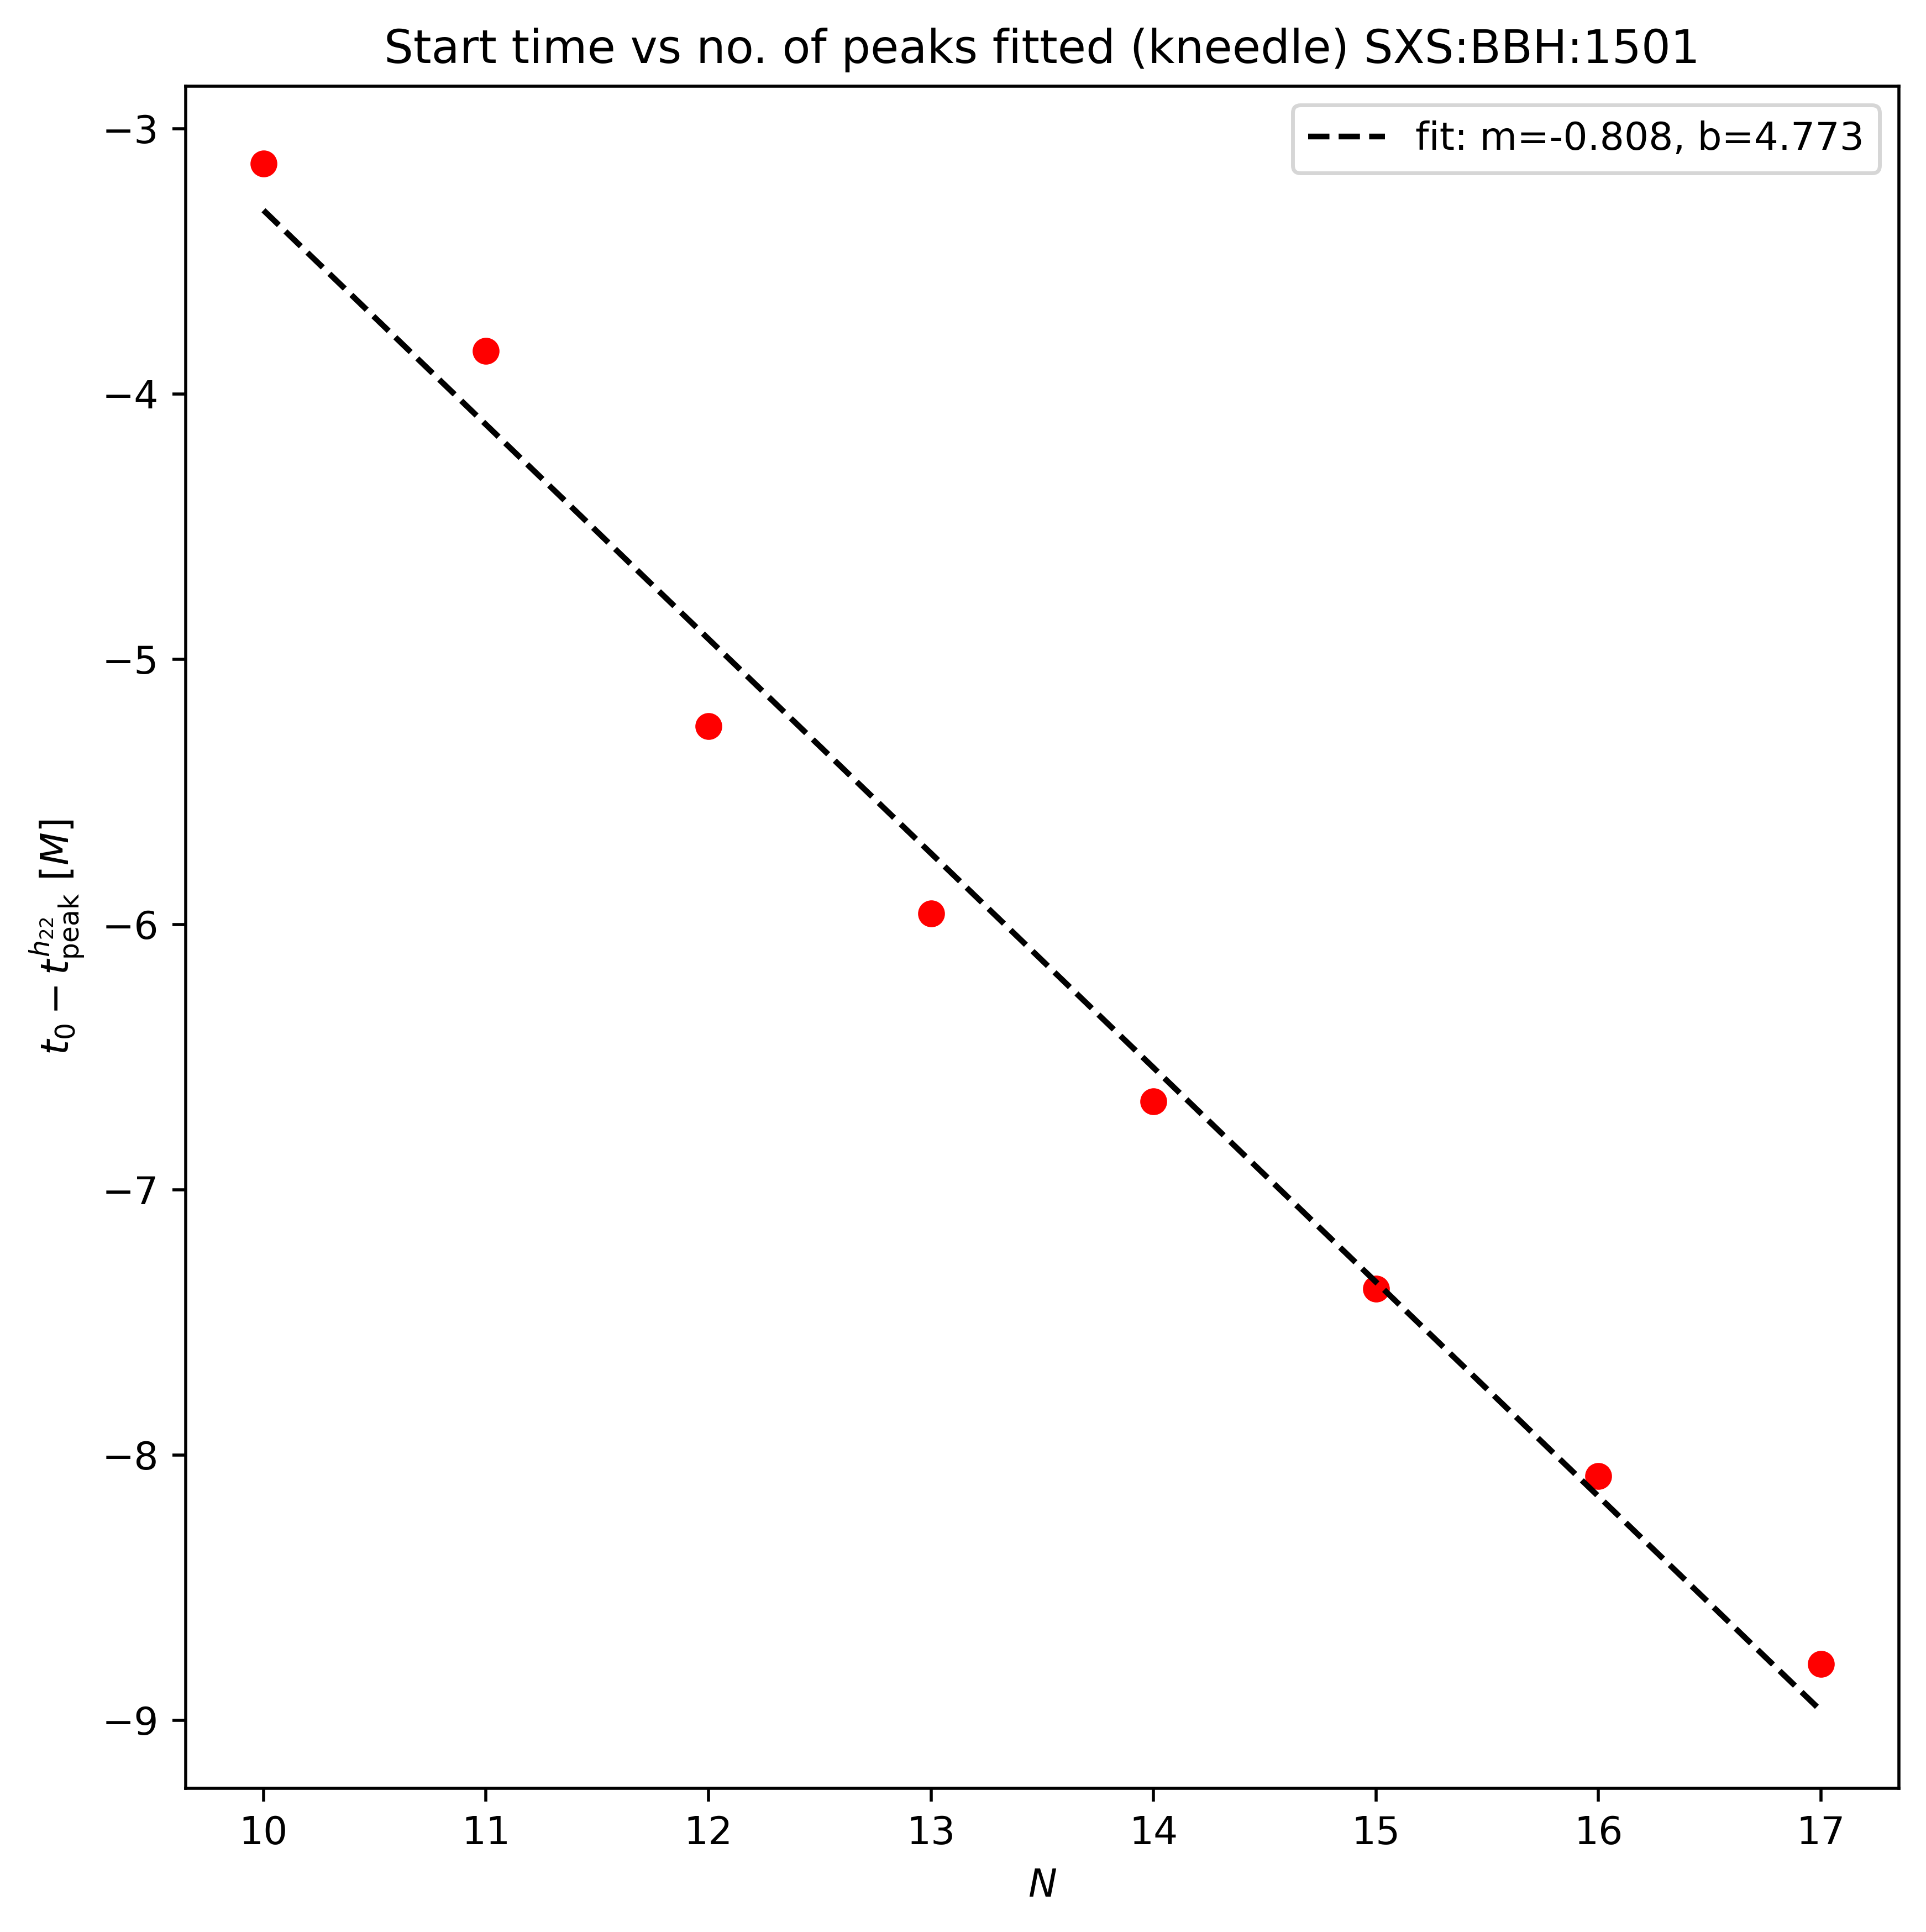 Start time vs no. of peaks fitted (kneedle) SXS:BBH:1501
fit: m=-0.808, b=4.773
−3
−4
−5
−6
−7
−8
−9
t₀ − t_peak^h₂₂ [M]
10 11 12 13 14 15 16 17
N